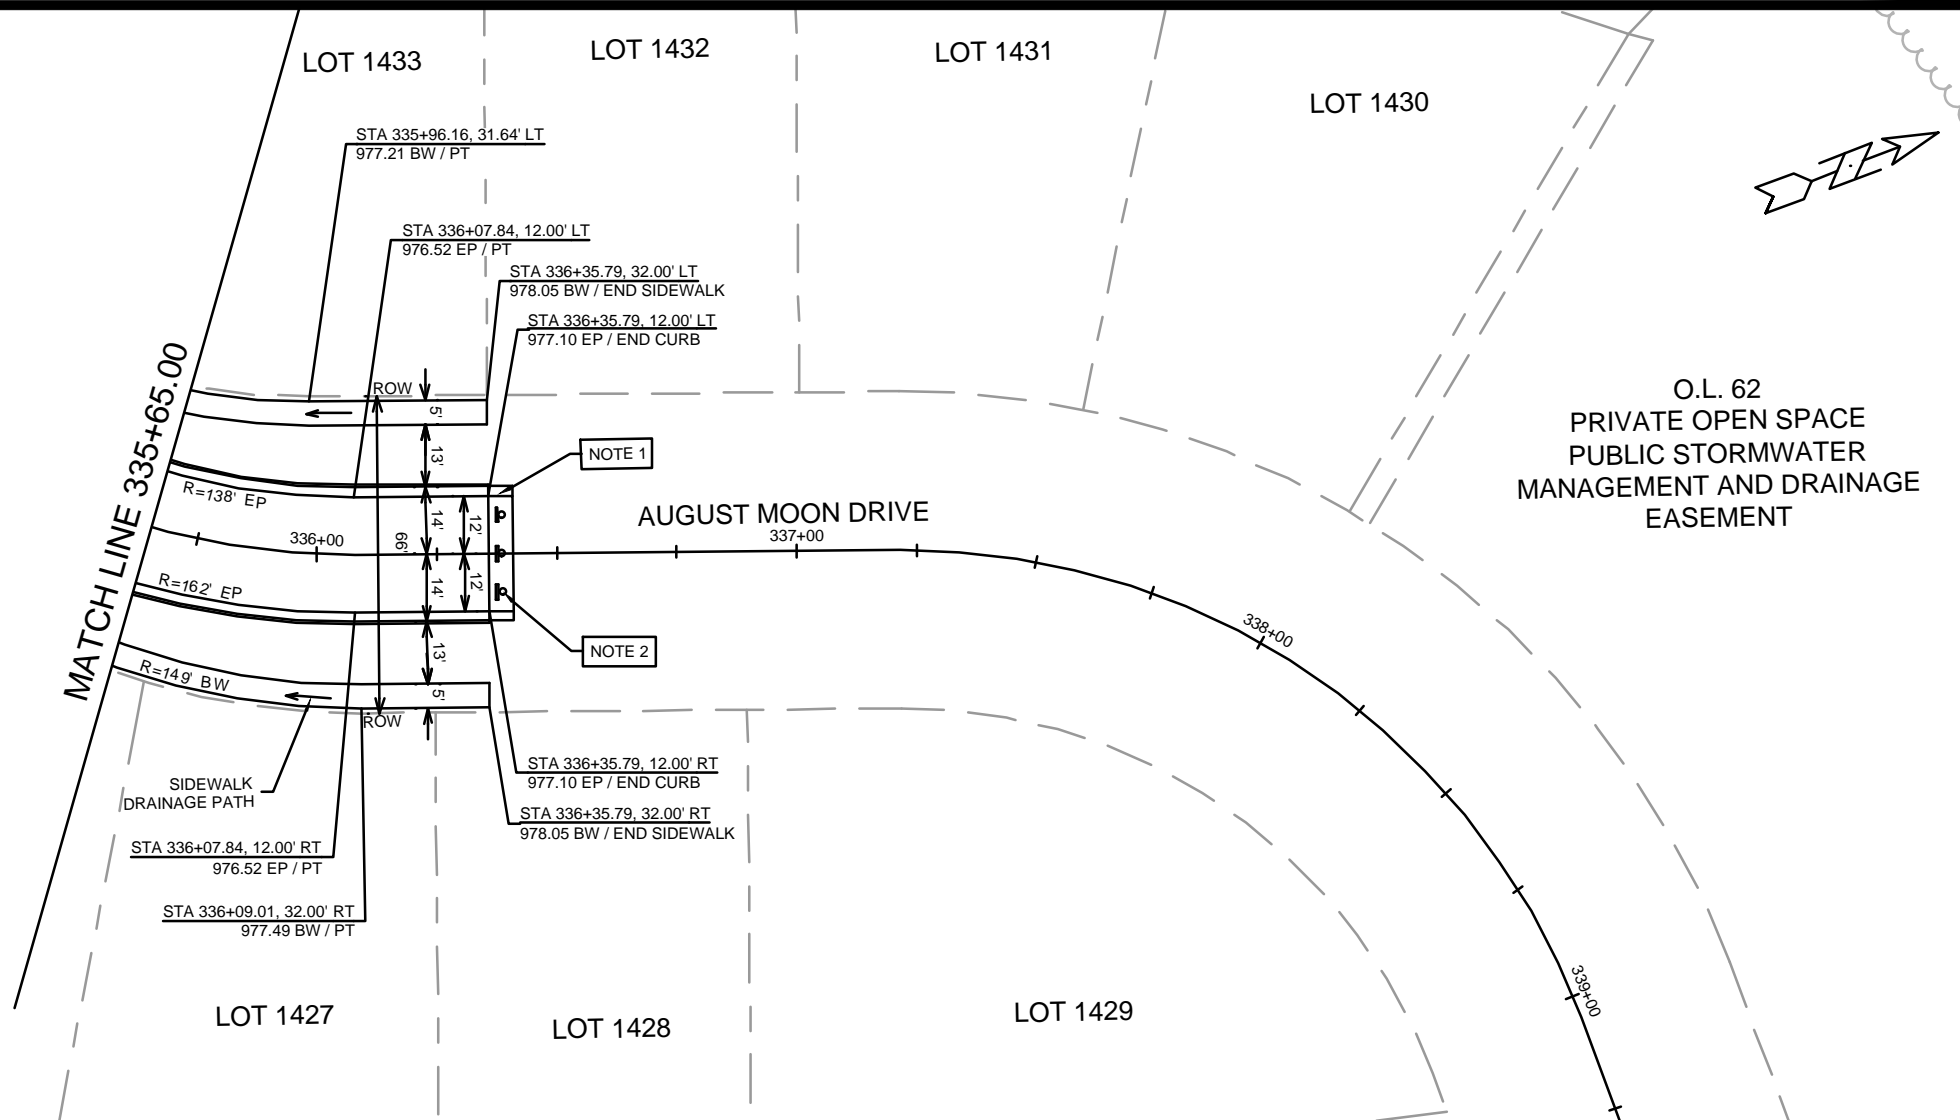 LOT 1433
LOT 1432
LOT 1431
LOT 1430
STA 335+96.16, 31.64' LT
977.21 BW / PT
STA 336+07.84, 12.00' LT
976.52 EP / PT
STA 336+35.79, 32.00' LT
978.05 BW / END SIDEWALK
STA 336+35.79, 12.00' LT
977.10 EP / END CURB
MATCH LINE 335+65.00
ROW
5'
13'
NOTE 1
R=138' EP
14'
12'
AUGUST MOON DRIVE
336+00
66'
337+00
R=162' EP
14'
12'
338+00
13'
NOTE 2
R=149' BW
5'
ROW
O.L. 62
PRIVATE OPEN SPACE
PUBLIC STORMWATER
MANAGEMENT AND DRAINAGE
EASEMENT
SIDEWALK
DRAINAGE PATH
STA 336+35.79, 12.00' RT
977.10 EP / END CURB
STA 336+35.79, 32.00' RT
978.05 BW / END SIDEWALK
STA 336+07.84, 12.00' RT
976.52 EP / PT
STA 336+09.01, 32.00' RT
977.49 BW / PT
339+00
LOT 1427
LOT 1428
LOT 1429
N